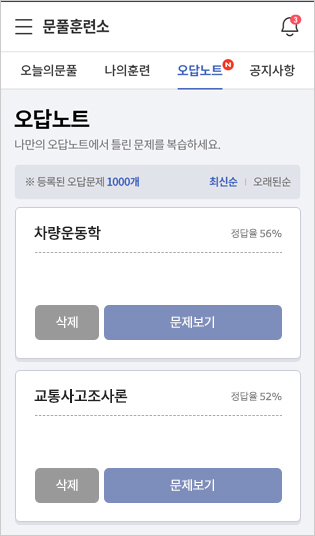 문풀훈련소
3
오늘의문풀 나의훈련 오답노트 N 공지사항
오답노트
나만의 오답노트에서 틀린 문제를 복습하세요.
※ 등록된 오답문제 1000개 최신순 | 오래된순
차량운동학 정답율 56%
삭제 문제보기
교통사고조사론 정답율 52%
삭제 문제보기